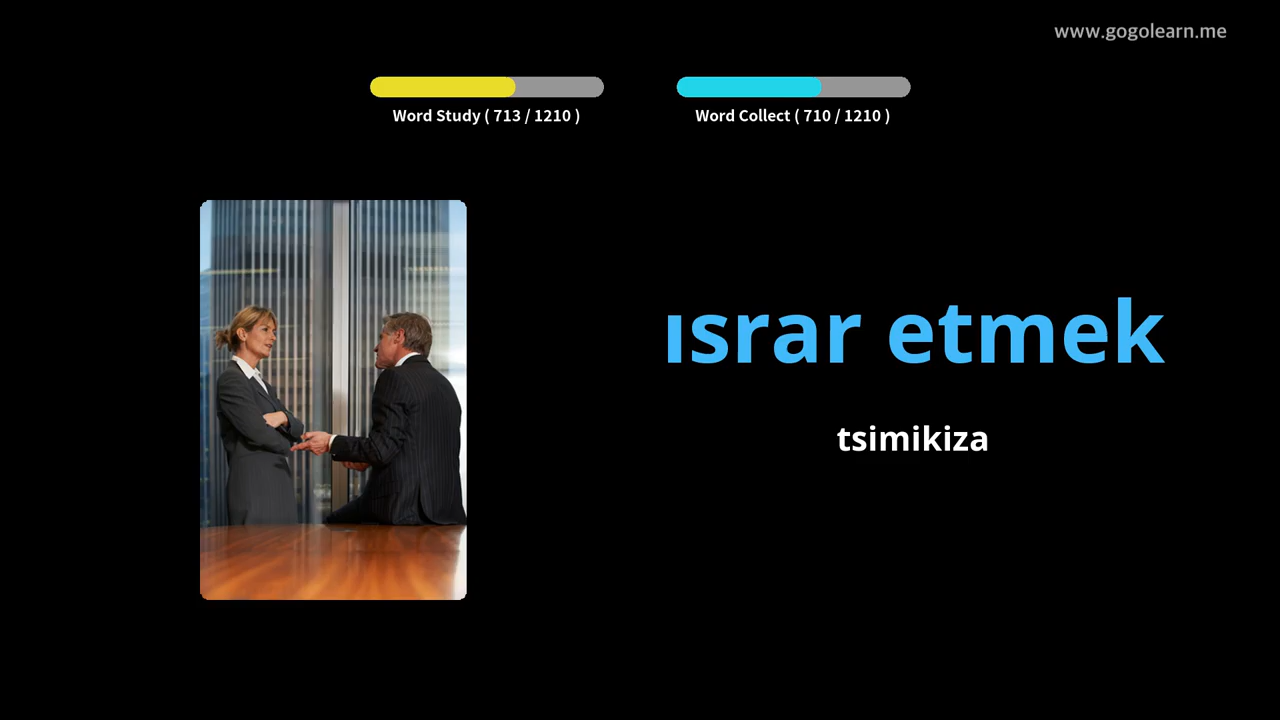 www.gogolearn.me
Word Study ( 713 / 1210 )
Word Collect ( 710 / 1210 )
ısrar etmek
tsimikiza